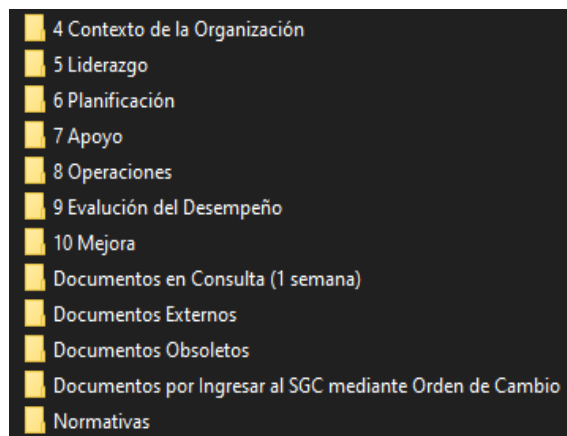 4 Contexto de la Organización
5 Liderazgo
6 Planificación
7 Apoyo
8 Operaciones
9 Evalución del Desempeño
10 Mejora
Documentos en Consulta (1 semana)
Documentos Externos
Documentos Obsoletos
Documentos por Ingresar al SGC mediante Orden de Cambio
Normativas